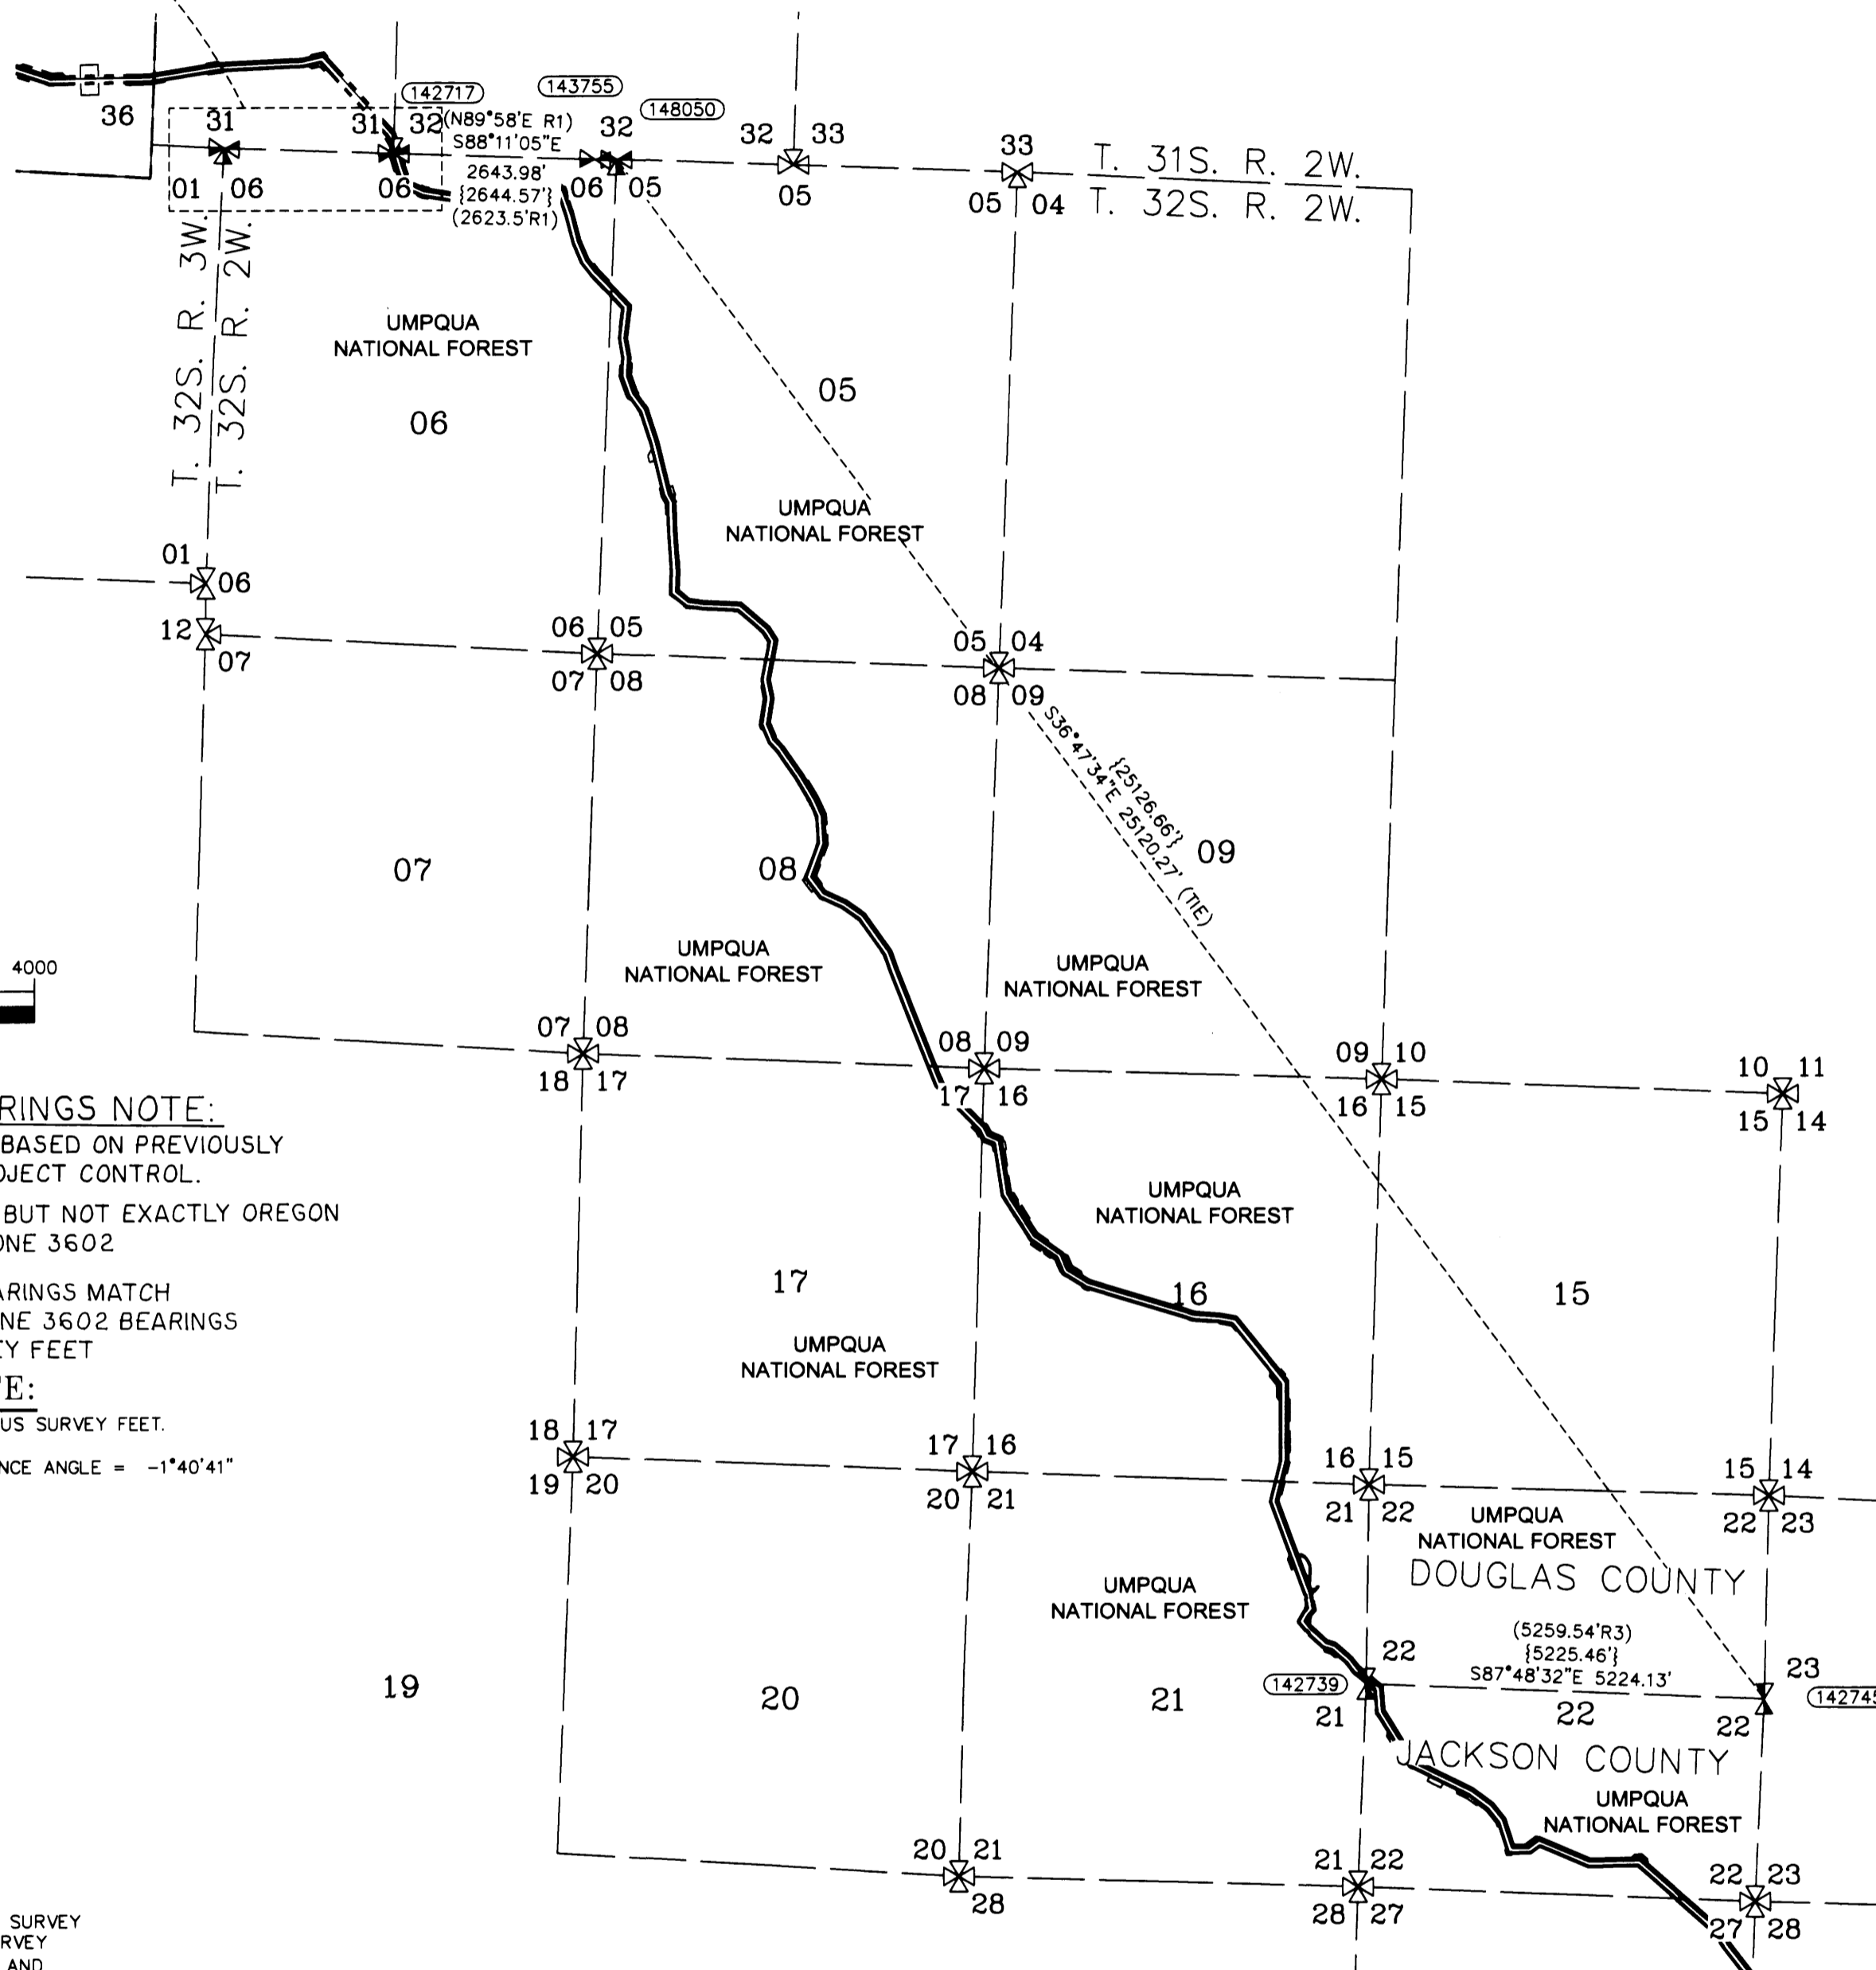 36
31
31
32
142717
143755
148050
(N89°58'E R1)
S88°11'05"E
2643.98'
{2644.57'}
(2623.5'R1)
32
32
33
33
01
06
06
06
05
05
05
04
T. 31S. R. 2W.
T. 32S. R. 2W.
T. 32S. R. 3W.
T. 32S. R. 2W.
UMPQUA
NATIONAL FOREST
06
05
UMPQUA
NATIONAL FOREST
01
06
12
07
06
05
07
08
05
04
08
09
{25126.66'}
S36°47'34"E 25120.27' (TIE)
07
08
09
UMPQUA
NATIONAL FOREST
UMPQUA
NATIONAL FOREST
4000
07
08
18
17
08
09
17
16
09
10
16
15
10
11
15
14
RINGS NOTE:
BASED ON PREVIOUSLY
OJECT CONTROL.
BUT NOT EXACTLY OREGON
ONE 3602
ARINGS MATCH
NE 3602 BEARINGS
EY FEET
TE:
US SURVEY FEET.
NCE ANGLE = -1°40'41"
UMPQUA
NATIONAL FOREST
17
16
15
UMPQUA
NATIONAL FOREST
18
17
19
20
17
16
20
21
16
15
21
22
15
14
22
23
UMPQUA
NATIONAL FOREST
DOUGLAS COUNTY
UMPQUA
NATIONAL FOREST
(5259.54'R3)
{5225.46'}
S87°48'32"E 5224.13'
22
23
142739
142745
19
20
21
21
22
22
JACKSON COUNTY
UMPQUA
NATIONAL FOREST
20
21
28
21
22
28
27
22
23
27
28
SURVEY
RVEY
AND